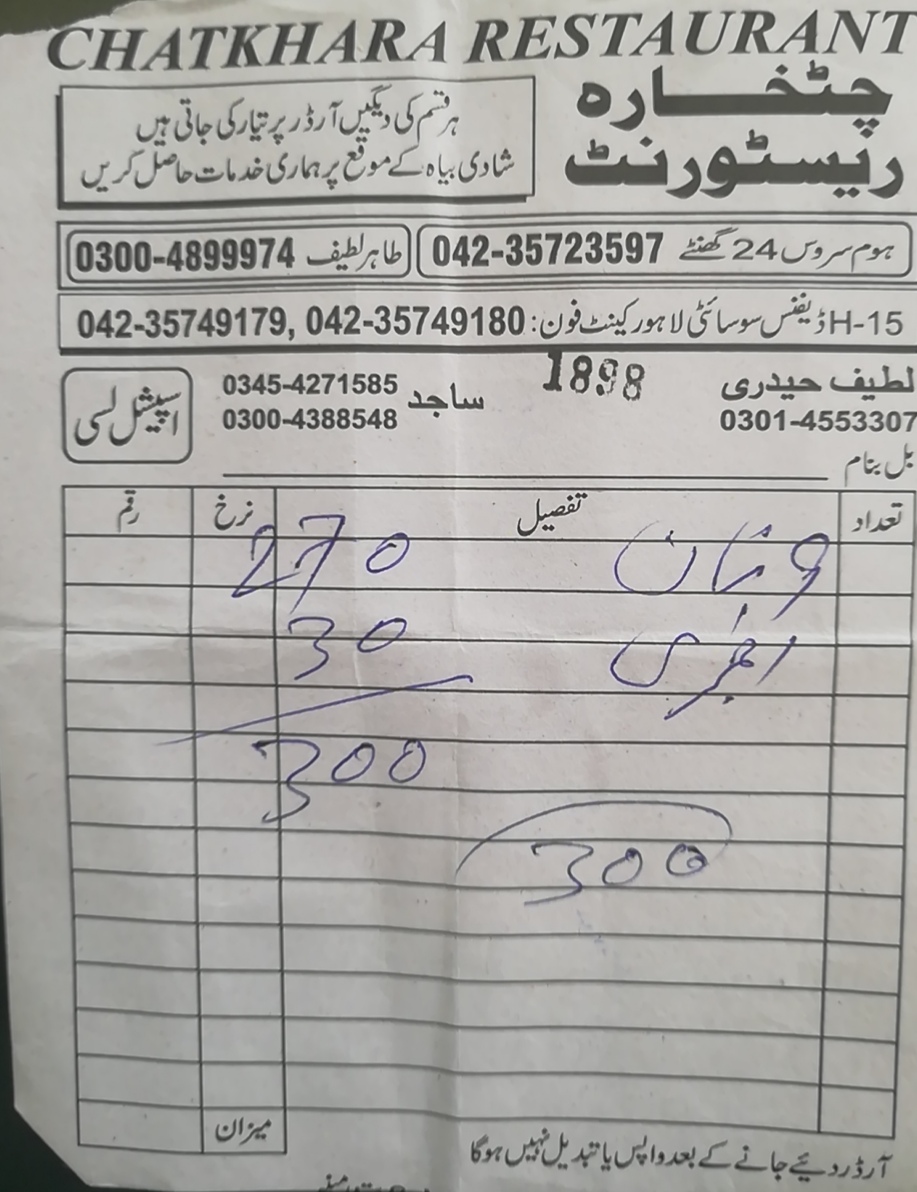 CHATKHARA RESTAURANT
چٹخارہ
ریسٹورنٹ
ہر قسم کی دیگیں آرڈر پر تیار کی جاتی ہیں
شادی بیاہ کے موقع پر ہماری خدمات حاصل کریں
ہوم سروس 24 گھنٹے 042-35723597
طاہر لطیف 0300-4899974
H-15 ڈیفنس سوسائٹی لاہور کینٹ فون: 042-35749180 ,042-35749179
لطیف حیدری
0301-4553307
1898
ساجد 0345-4271585
0300-4388548
اسپیشل لسی
بل بنام
تعداد تفصیل نرخ رقم
270
30
300
300
میزان
آرڈر دیئے جانے کے بعد واپس یا تبدیل نہیں ہوگا